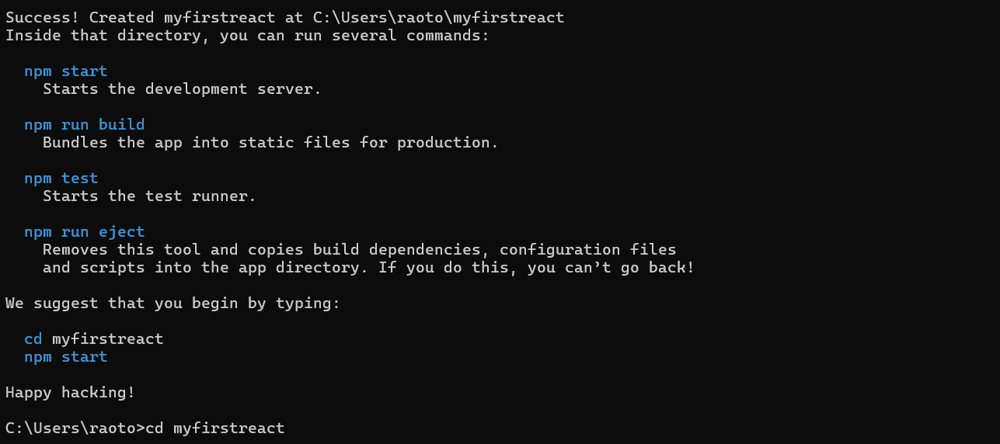 Success! Created myfirstreact at C:\Users\raoto\myfirstreact
Inside that directory, you can run several commands:

  npm start
    Starts the development server.

  npm run build
    Bundles the app into static files for production.

  npm test
    Starts the test runner.

  npm run eject
    Removes this tool and copies build dependencies, configuration files
    and scripts into the app directory. If you do this, you can’t go back!

We suggest that you begin by typing:

  cd myfirstreact
  npm start

Happy hacking!

C:\Users\raoto>cd myfirstreact